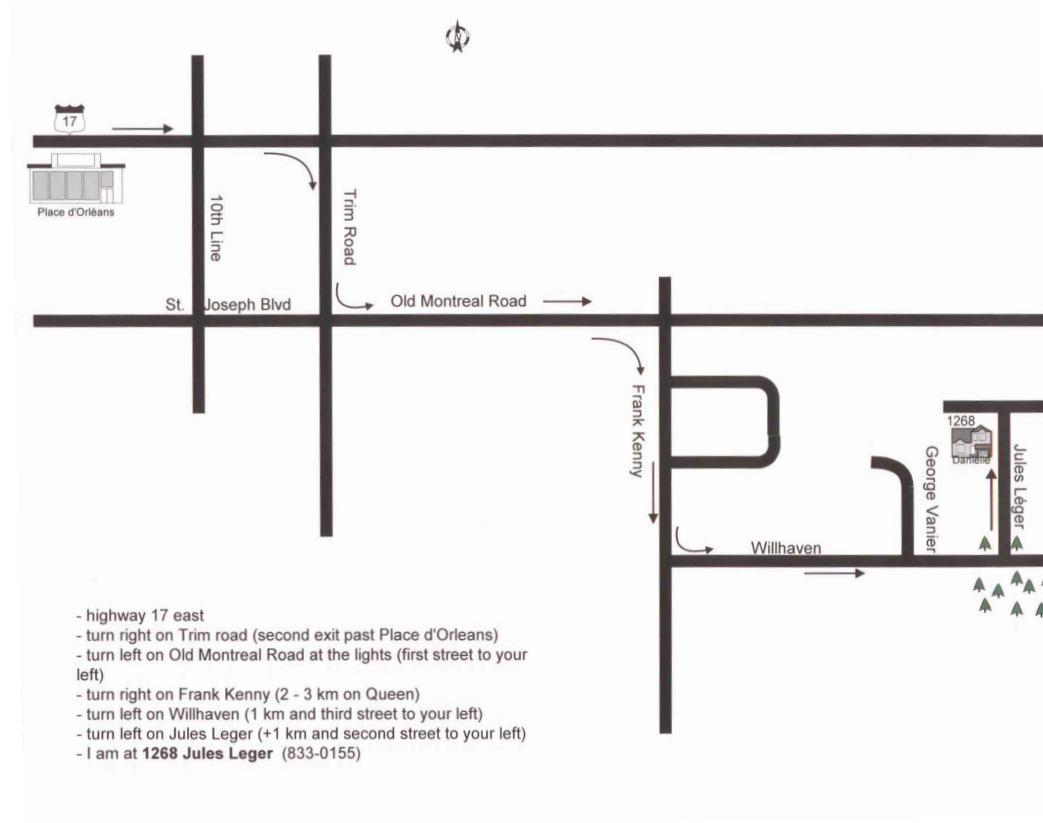 N
17
Place d'Orléans
10th Line
Trim Road
St. Joseph Blvd
Old Montreal Road
Frank Kenny
1268
Danielle
George Vanier
Jules Léger
Willhaven
- highway 17 east
- turn right on Trim road (second exit past Place d'Orleans)
- turn left on Old Montreal Road at the lights (first street to your
left)
- turn right on Frank Kenny (2 - 3 km on Queen)
- turn left on Willhaven (1 km and third street to your left)
- turn left on Jules Leger (+1 km and second street to your left)
- I am at 1268 Jules Leger (833-0155)